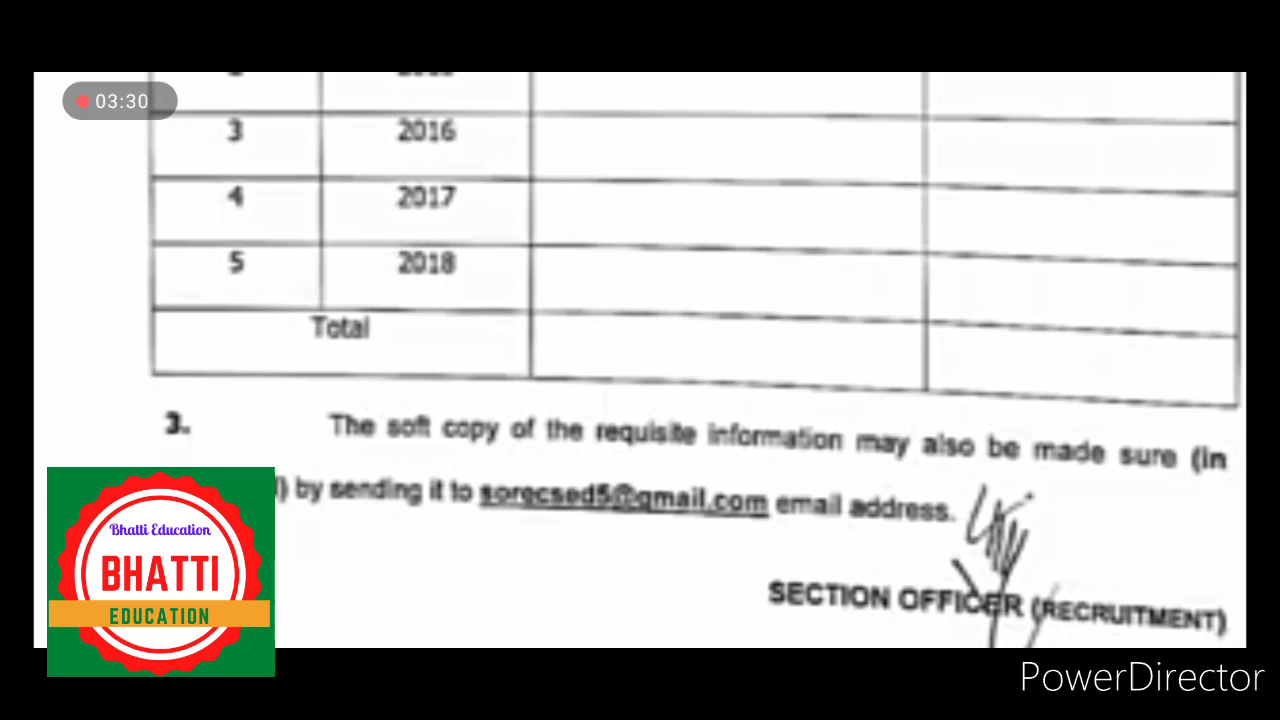 03:30
3 2016
4 2017
5 2018
Total
3. The soft copy of the requisite information may also be made sure (in
) by sending it to sorecsed5@gmail.com email address.
SECTION OFFICER (RECRUITMENT)
Bhatti Education
BHATTI
EDUCATION
PowerDirector